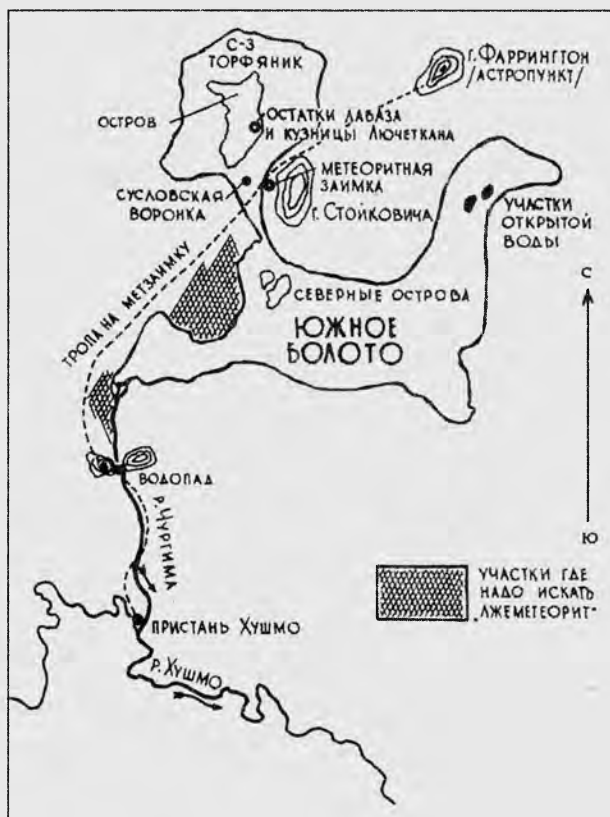 С-З
ТОРФЯНИК
г. ФАРРИНГТОН
/АСТРОПУНКТ/
ОСТРОВ
ОСТАТКИ ЛАБАЗА
И КУЗНИЦЫ ЛЮЧЕТКАНА
МЕТЕОРИТНАЯ
ЗАИМКА
СУСЛОВСКАЯ
ВОРОНКА
г. СТОЙКОВИЧА
УЧАСТКИ
ОТКРЫТОЙ
ВОДЫ
ТРОПА НА МЕТЗАИМКУ
СЕВЕРНЫЕ ОСТРОВА
С
ЮЖНОЕ
БОЛОТО
ВОДОПАД
р. ЧУРГИМА
Ю
УЧАСТКИ ГДЕ
НАДО ИСКАТЬ
„ЛЖЕМЕТЕОРИТ"
ПРИСТАНЬ ХУШМО
р. ХУШМО